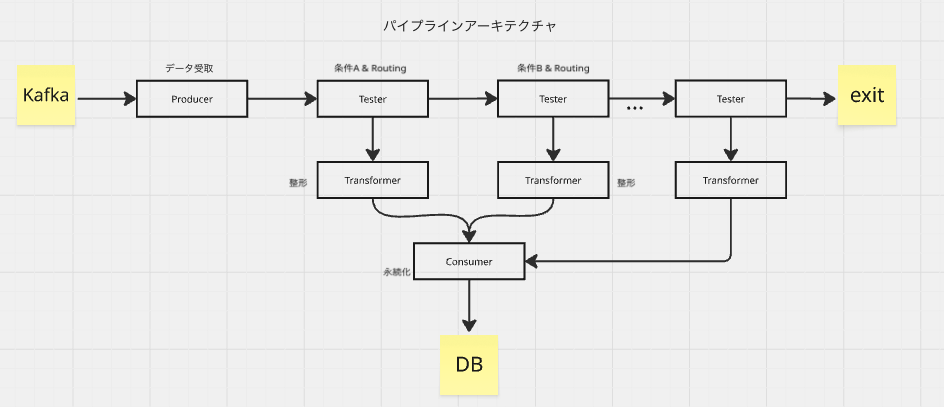 パイプラインアーキテクチャ
データ受取
条件A & Routing
条件B & Routing
Kafka
Producer
Tester
Tester
...
Tester
exit
整形
Transformer
Transformer
整形
Transformer
永続化
Consumer
DB